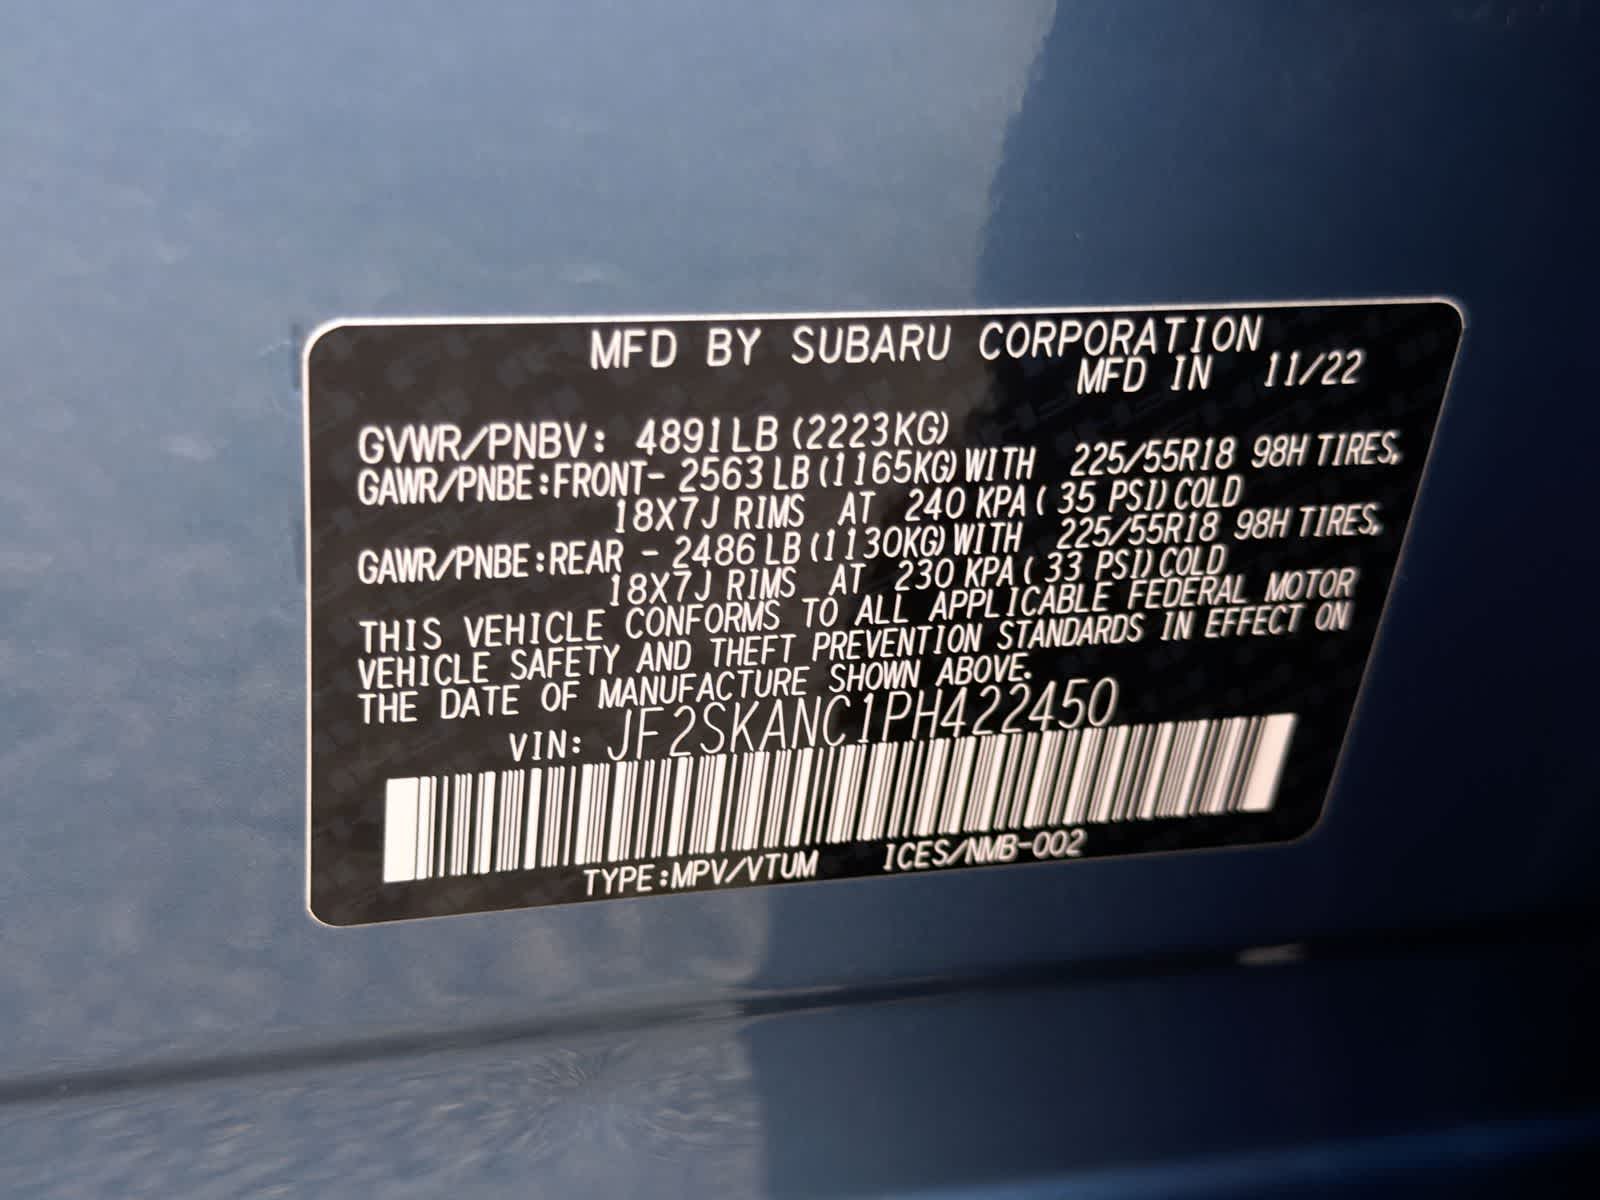 MFD BY SUBARU CORPORATION
MFD IN 11/22
GVWR/PNBV: 4891LB (2223KG)
GAWR/PNBE:FRONT- 2563 LB (1165KG) WITH 225/55R18 98H TIRES,
18X7J RIMS AT 240 KPA ( 35 PSI) COLD
GAWR/PNBE:REAR - 2486 LB (1130KG) WITH 225/55R18 98H TIRES,
18X7J RIMS AT 230 KPA ( 33 PSI) COLD
THIS VEHICLE CONFORMS TO ALL APPLICABLE FEDERAL MOTOR
VEHICLE SAFETY AND THEFT PREVENTION STANDARDS IN EFFECT ON
THE DATE OF MANUFACTURE SHOWN ABOVE.
VIN: JF2SKANC1PH422450
TYPE:MPV/VTUM ICES/NMB-002